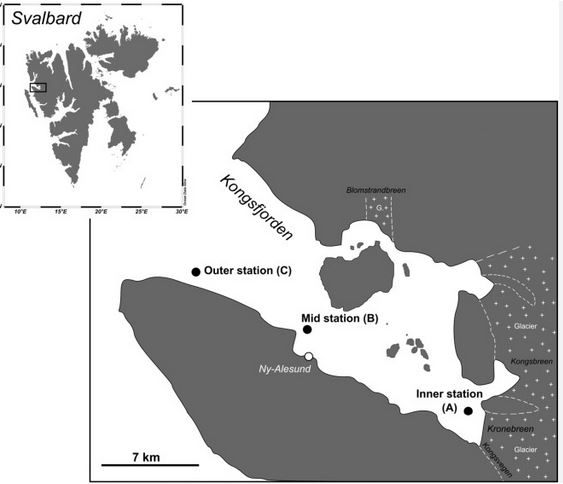 Svalbard
10°E 15°E 20°E 25°E 30°E
Blomstrandbreen
G.
Kongsfjorden
Outer station (C)
Mid station (B)
Glacier
Ny-Alesund
Kongsbreen
Inner station
(A)
Kronebreen
Glacier
Kongsvegen
7 km